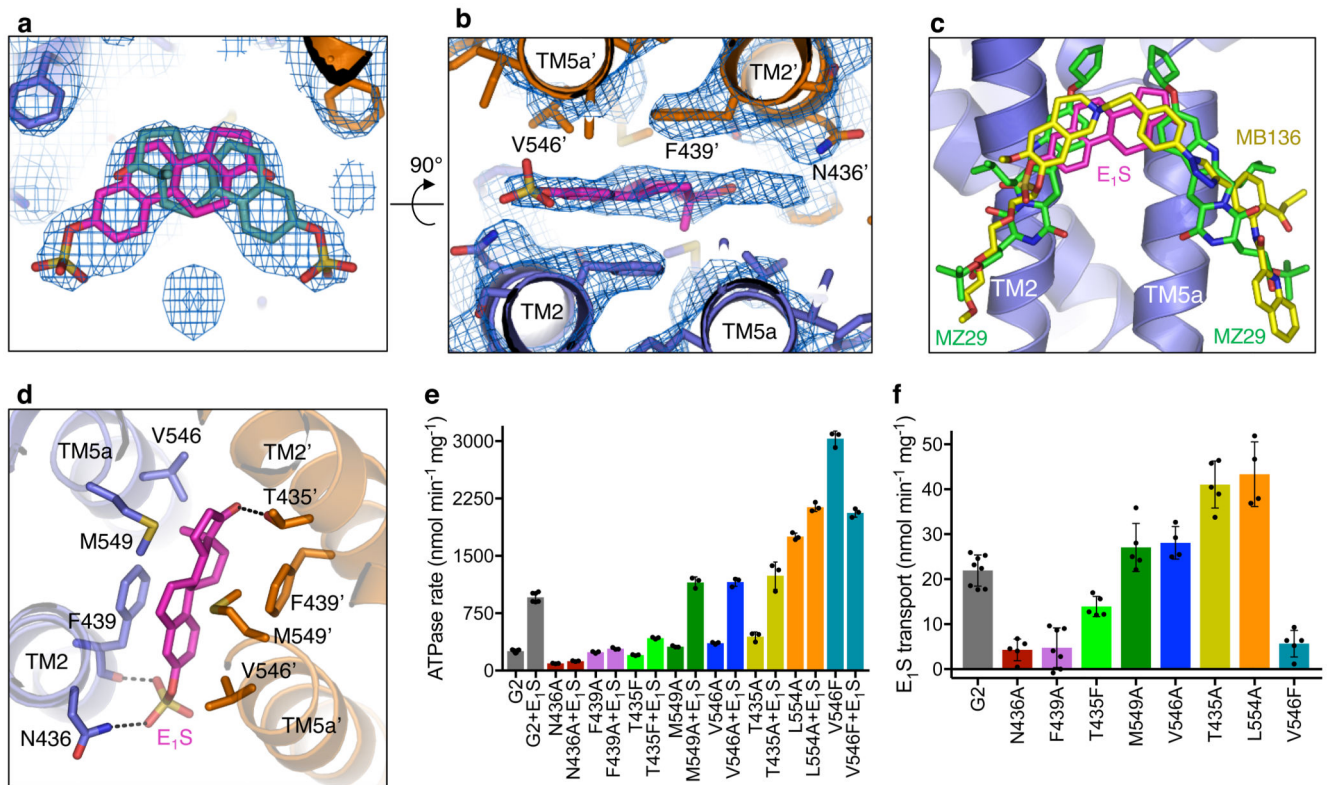 a
b
c
TM5a’
TM2’
V546’
F439’
N436’
90°
TM2
TM5a
MB136
E₁S
TM2
TM5a
MZ29
MZ29
d
e
f
V546
TM5a
TM2’
T435’
M549
F439’
F439
M549’
TM2
V546’
TM5a’
N436
E₁S
ATPase rate (nmol min⁻¹ mg⁻¹)
3000
2250
1500
750
0
G2
G2+E₁S
N436A
N436A+E₁S
F439A
F439A+E₁S
T435F
T435F+E₁S
M549A
M549A+E₁S
V546A
V546A+E₁S
T435A
T435A+E₁S
L554A
L554A+E₁S
V546F
V546F+E₁S
E₁S transport (nmol min⁻¹ mg⁻¹)
50
40
30
20
10
0
G2
N436A
F439A
T435F
M549A
V546A
T435A
L554A
V546F